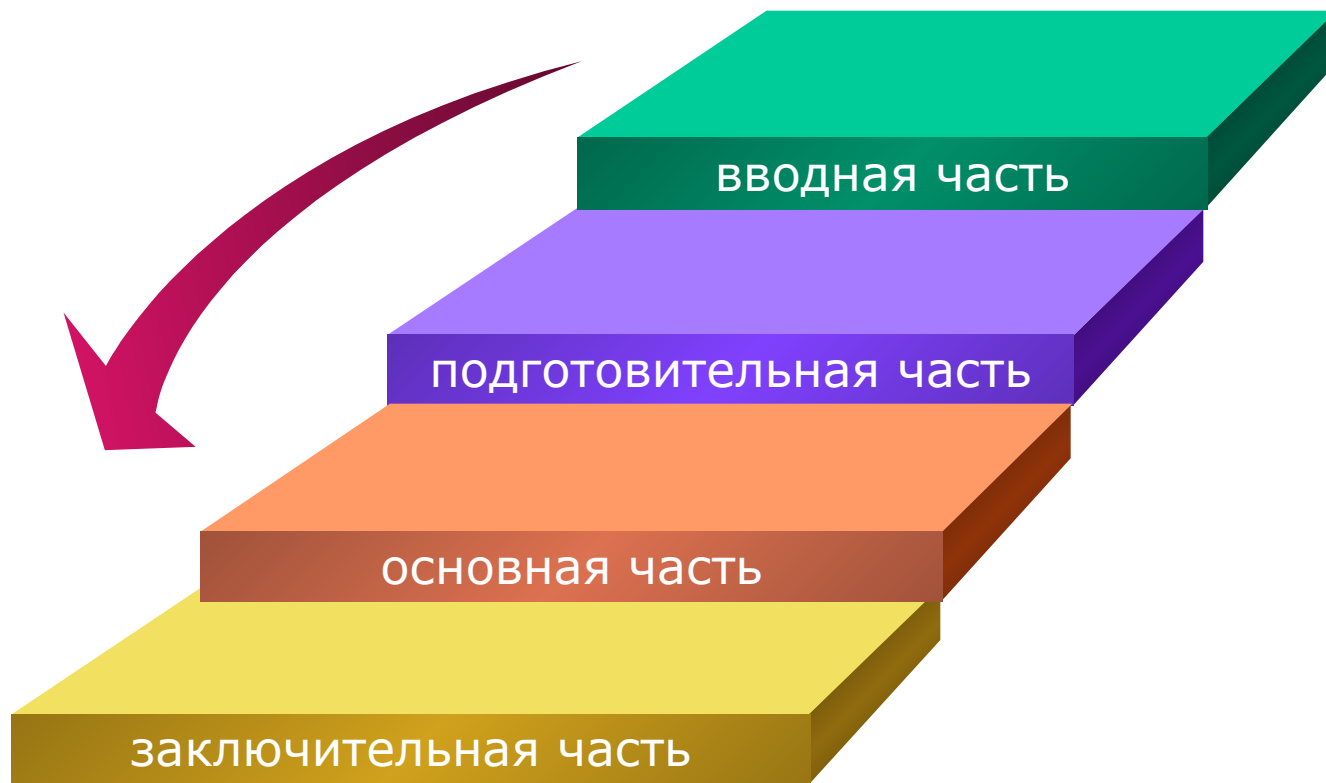 вводная часть
подготовительная часть
основная часть
заключительная часть